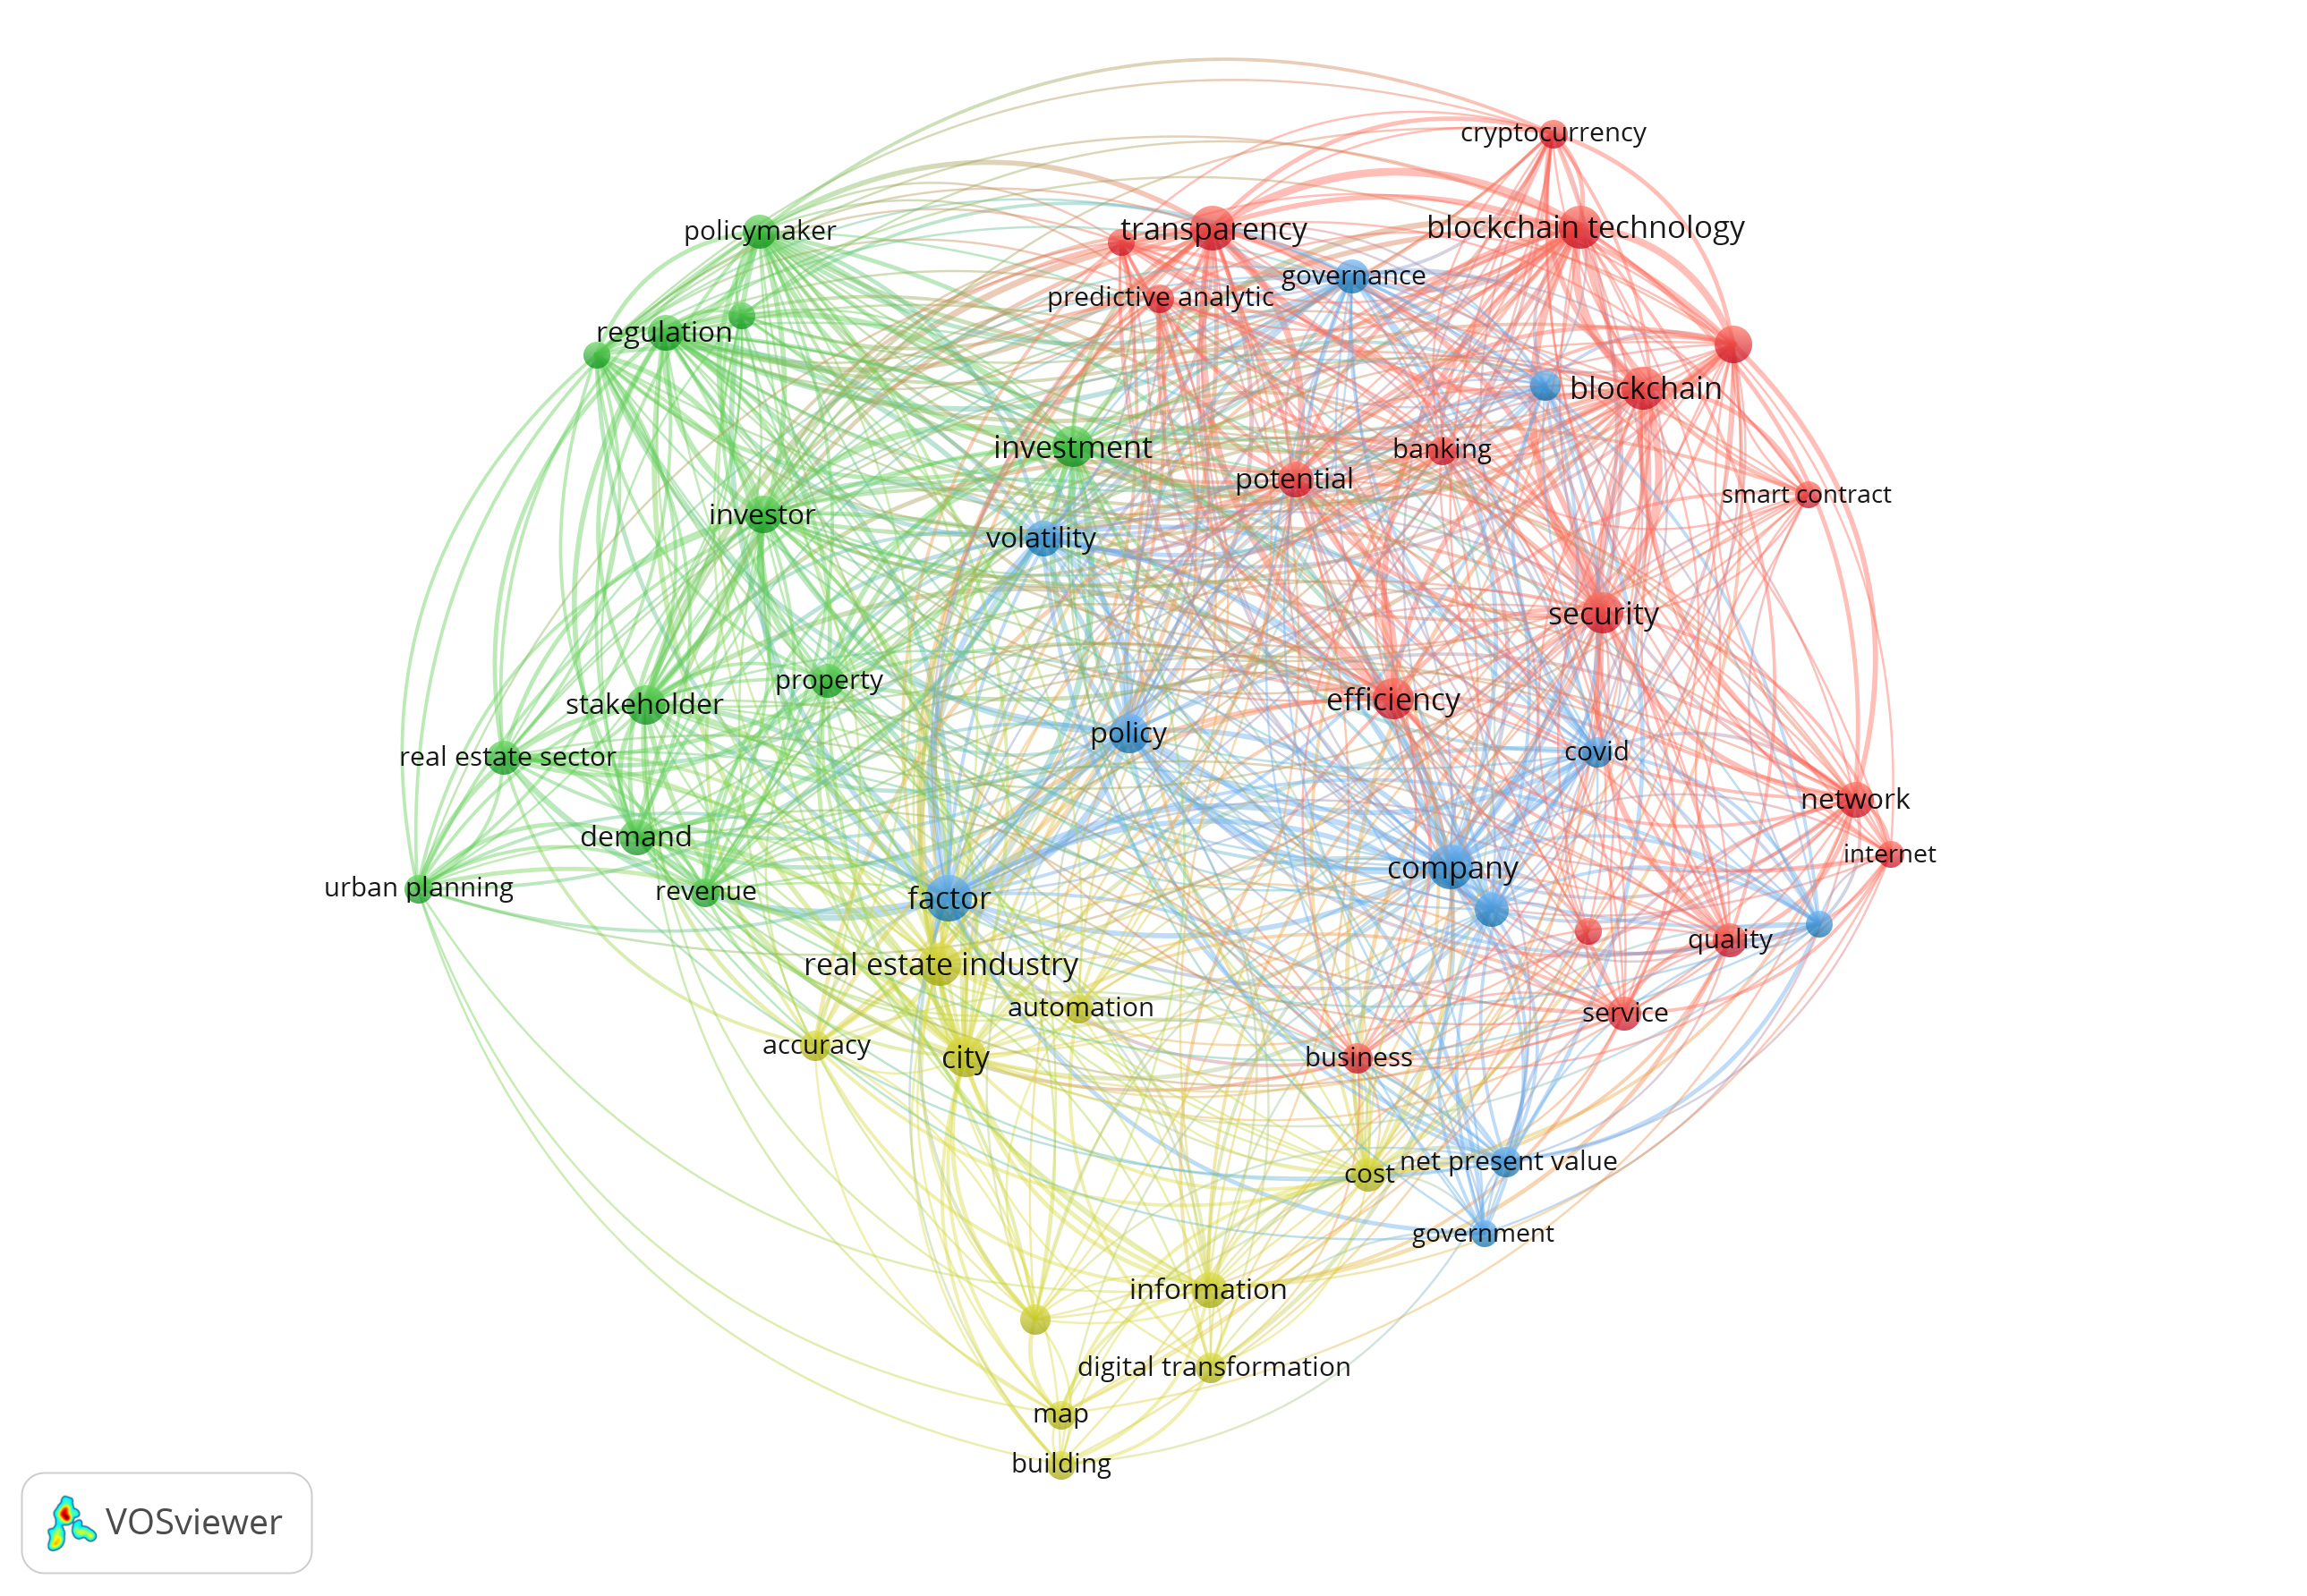 cryptocurrency
policymaker
transparency
blockchain technology
governance
predictive analytic
regulation
blockchain
investment
banking
potential
smart contract
investor
volatility
security
property
efficiency
stakeholder
policy
covid
real estate sector
network
demand
internet
company
urban planning
revenue
factor
quality
real estate industry
automation
service
accuracy
city
business
net present value
cost
government
information
digital transformation
map
building
VOSviewer